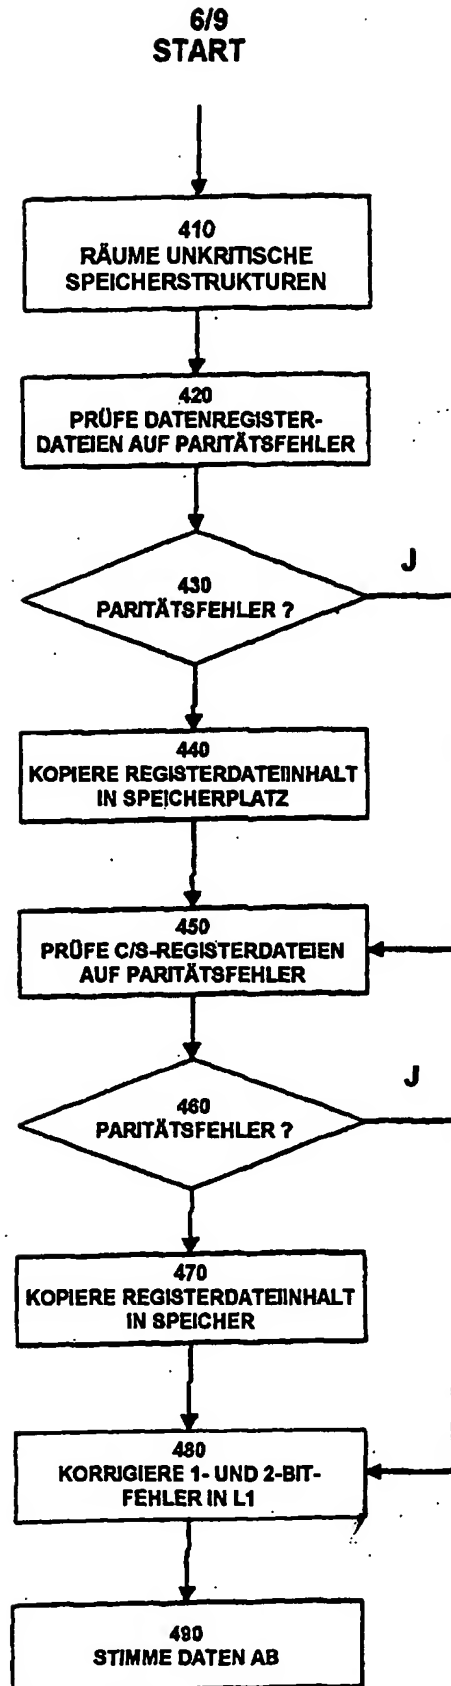 6/9
START
410
RÄUME UNKRITISCHE
SPEICHERSTRUKTUREN
420
PRÜFE DATENREGISTER-
DATEIEN AUF PARITÄTSFEHLER
J
430
PARITÄTSFEHLER ?
440
KOPIERE REGISTERDATEIINHALT
IN SPEICHERPLATZ
450
PRÜFE C/S-REGISTERDATEIEN
AUF PARITÄTSFEHLER
J
460
PARITÄTSFEHLER ?
470
KOPIERE REGISTERDATEIINHALT
IN SPEICHER
480
KORRIGIERE 1- UND 2-BIT-
FEHLER IN L1
490
STIMME DATEN AB